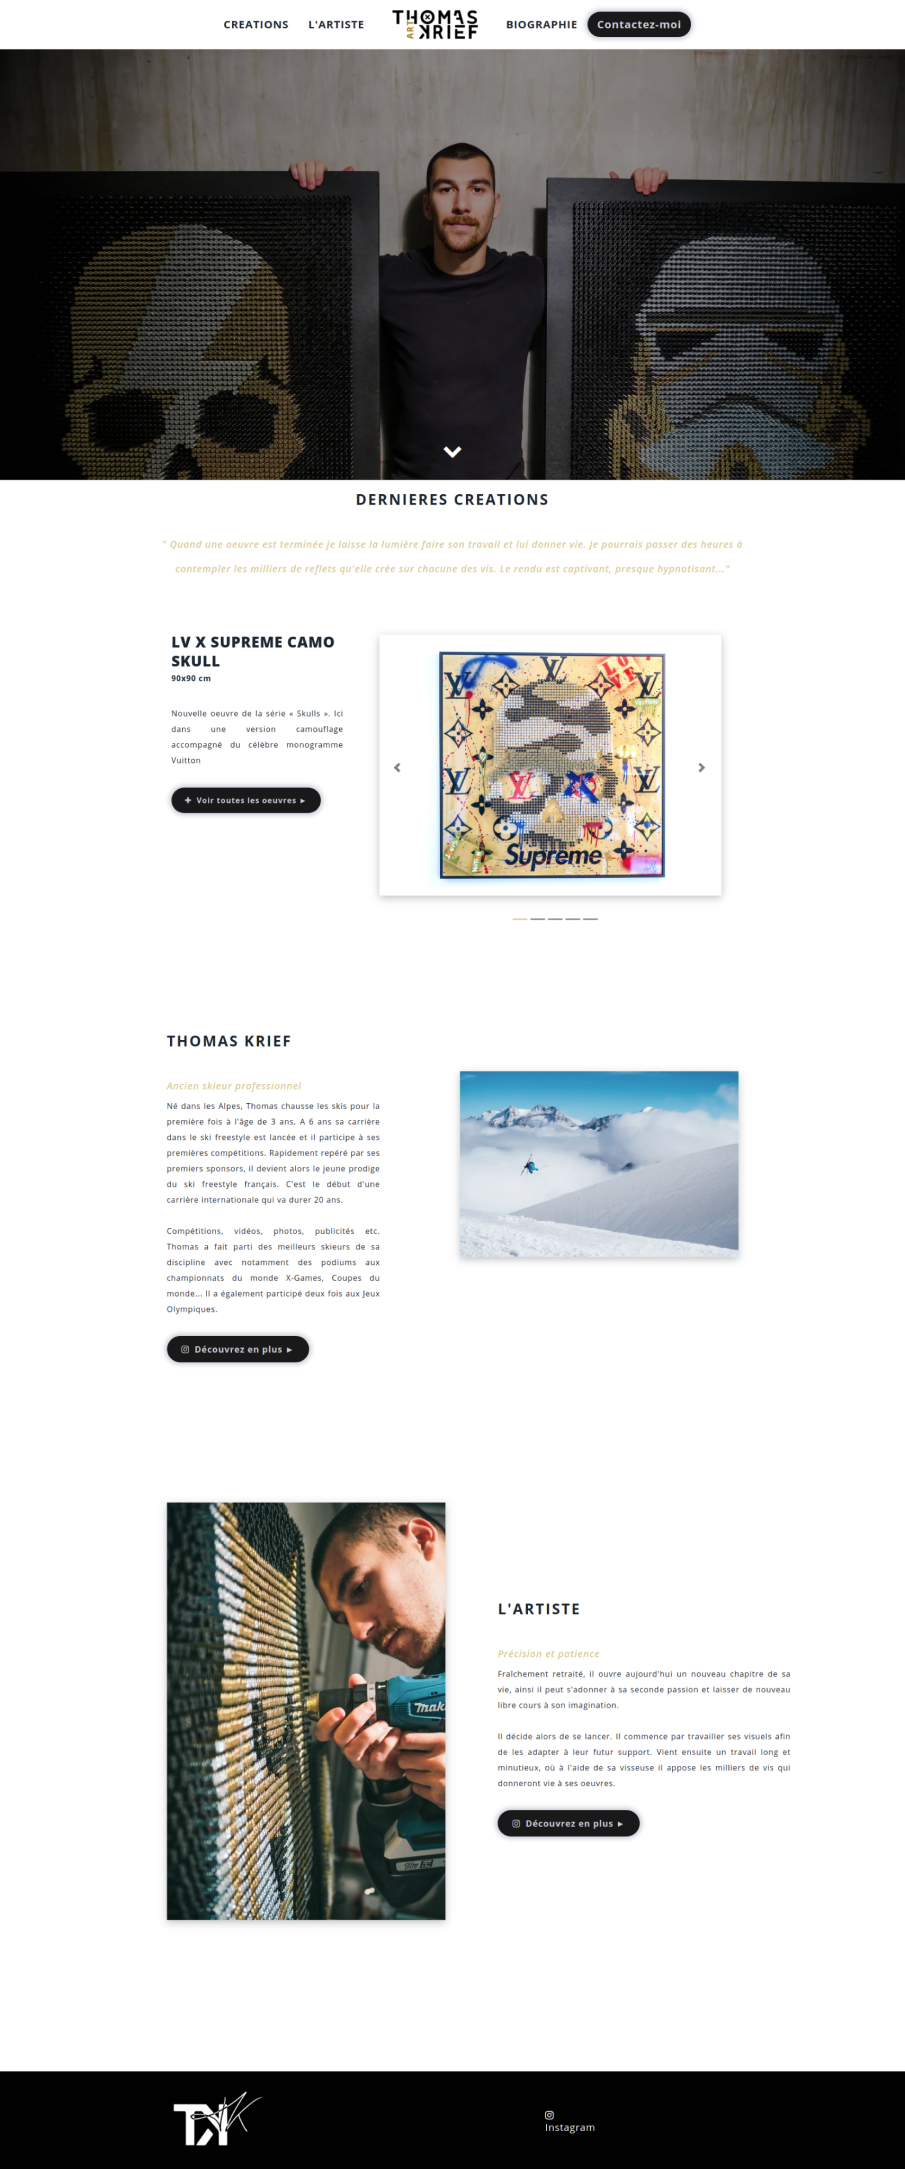 CREATIONS
L'ARTISTE
THOMAS
ART KRIEF
BIOGRAPHIE
Contactez-moi
DERNIERES CREATIONS
" Quand une oeuvre est terminée je laisse la lumière faire son travail et lui donner vie. Je pourrais passer des heures à
contempler les milliers de reflets qu'elle crée sur chacune des vis. Le rendu est captivant, presque hypnotisant..."
LV X SUPREME CAMO
SKULL
90x90 cm
Nouvelle oeuvre de la série « Skulls ». Ici
dans une version camouflage
accompagné du célèbre monogramme
Vuitton
Voir toutes les oeuvres ►
LOVE
Supreme
THOMAS KRIEF
Ancien skieur professionnel
Né dans les Alpes, Thomas chausse les skis pour la
première fois à l'âge de 3 ans. A 6 ans sa carrière
dans le ski freestyle est lancée et il participe à ses
premières compétitions. Rapidement repéré par ses
premiers sponsors, il devient alors le jeune prodige
du ski freestyle français. C'est le début d'une
carrière internationale qui va durer 20 ans.
Compétitions, vidéos, photos, publicités etc.
Thomas a fait parti des meilleurs skieurs de sa
discipline avec notamment des podiums aux
championnats du monde X-Games, Coupes du
monde... Il a également participé deux fois aux Jeux
Olympiques.
Découvrez en plus ►
mak
L'ARTISTE
Précision et patience
Fraîchement retraité, il ouvre aujourd'hui un nouveau chapitre de sa
vie, ainsi il peut s'adonner à sa seconde passion et laisser de nouveau
libre cours à son imagination.
Il décide alors de se lancer. Il commence par travailler ses visuels afin
de les adapter à leur futur support. Vient ensuite un travail long et
minutieux, où à l'aide de sa visseuse il appose les milliers de vis qui
donneront vie à ses oeuvres.
Découvrez en plus ►
TK
Instagram